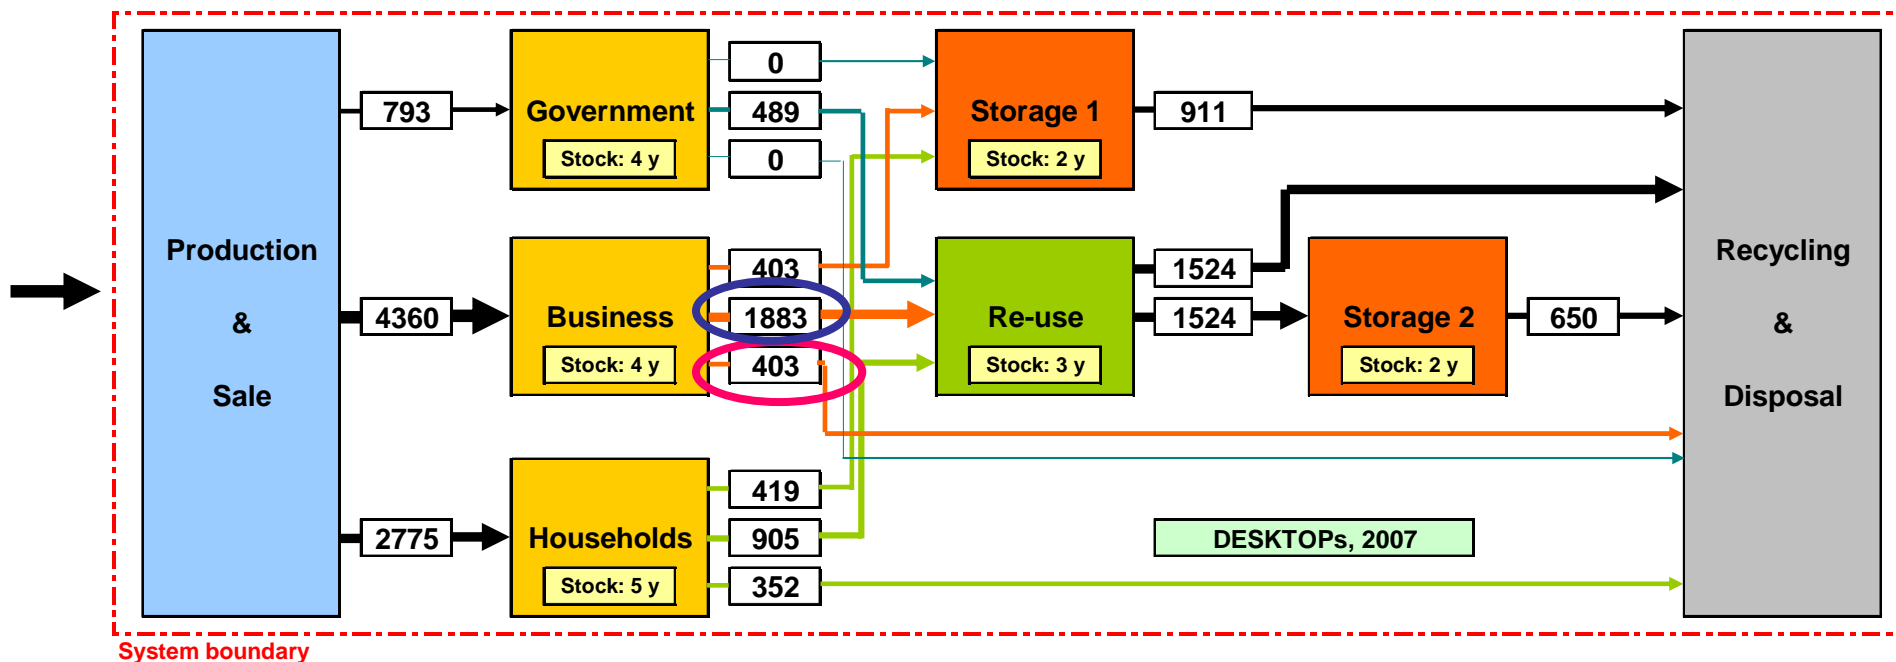 Production
&
Sale
793
4360
2775
Government
Stock: 4 y
Business
Stock: 4 y
Households
Stock: 5 y
0
489
0
403
1883
403
419
905
352
Storage 1
Stock: 2 y
Re-use
Stock: 3 y
911
1524
1524
Storage 2
Stock: 2 y
650
DESKTOPs, 2007
Recycling
&
Disposal
System boundary